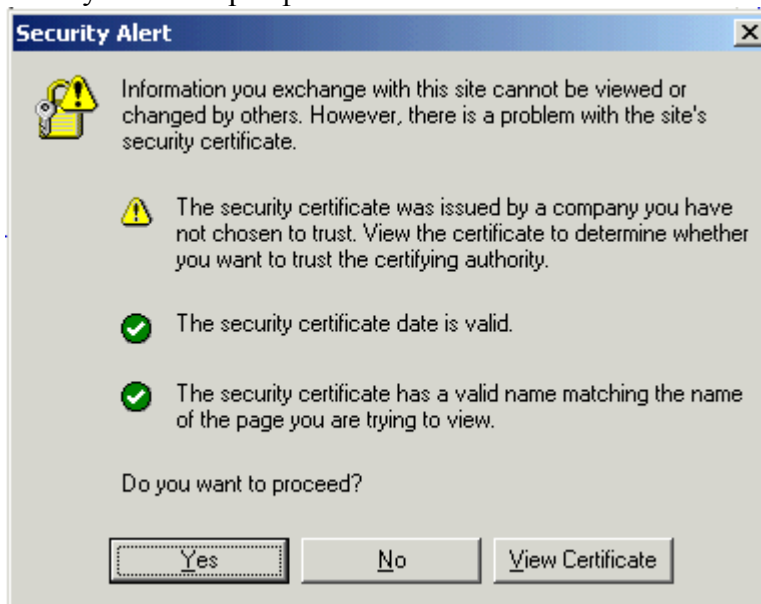 Security Alert
Information you exchange with this site cannot be viewed or
changed by others. However, there is a problem with the site's
security certificate.
The security certificate was issued by a company you have
not chosen to trust. View the certificate to determine whether
you want to trust the certifying authority.
The security certificate date is valid.
The security certificate has a valid name matching the name
of the page you are trying to view.
Do you want to proceed?
Yes
No
View Certificate